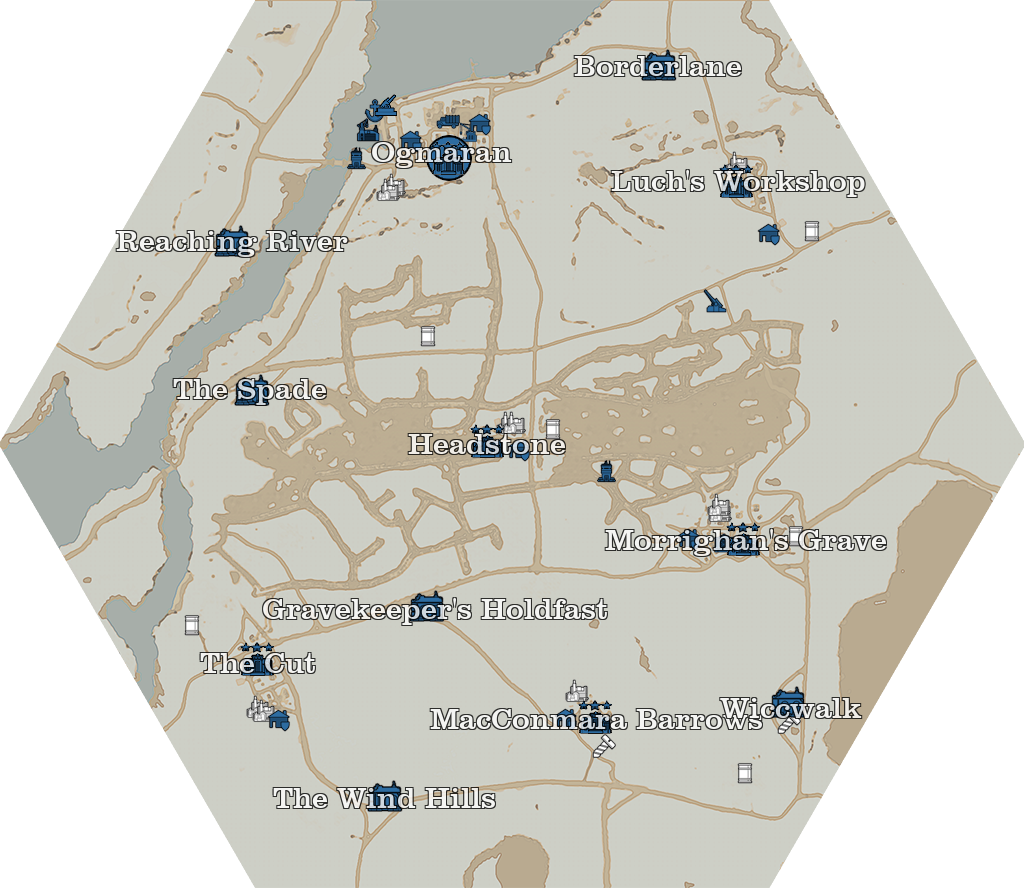 Borderlane
Ogmaran
Luch's Workshop
Reaching River
The Spade
Headstone
Morrighan's Grave
Gravekeeper's Holdfast
The Cut
MacConmara Barrows
Wiccwalk
The Wind Hills